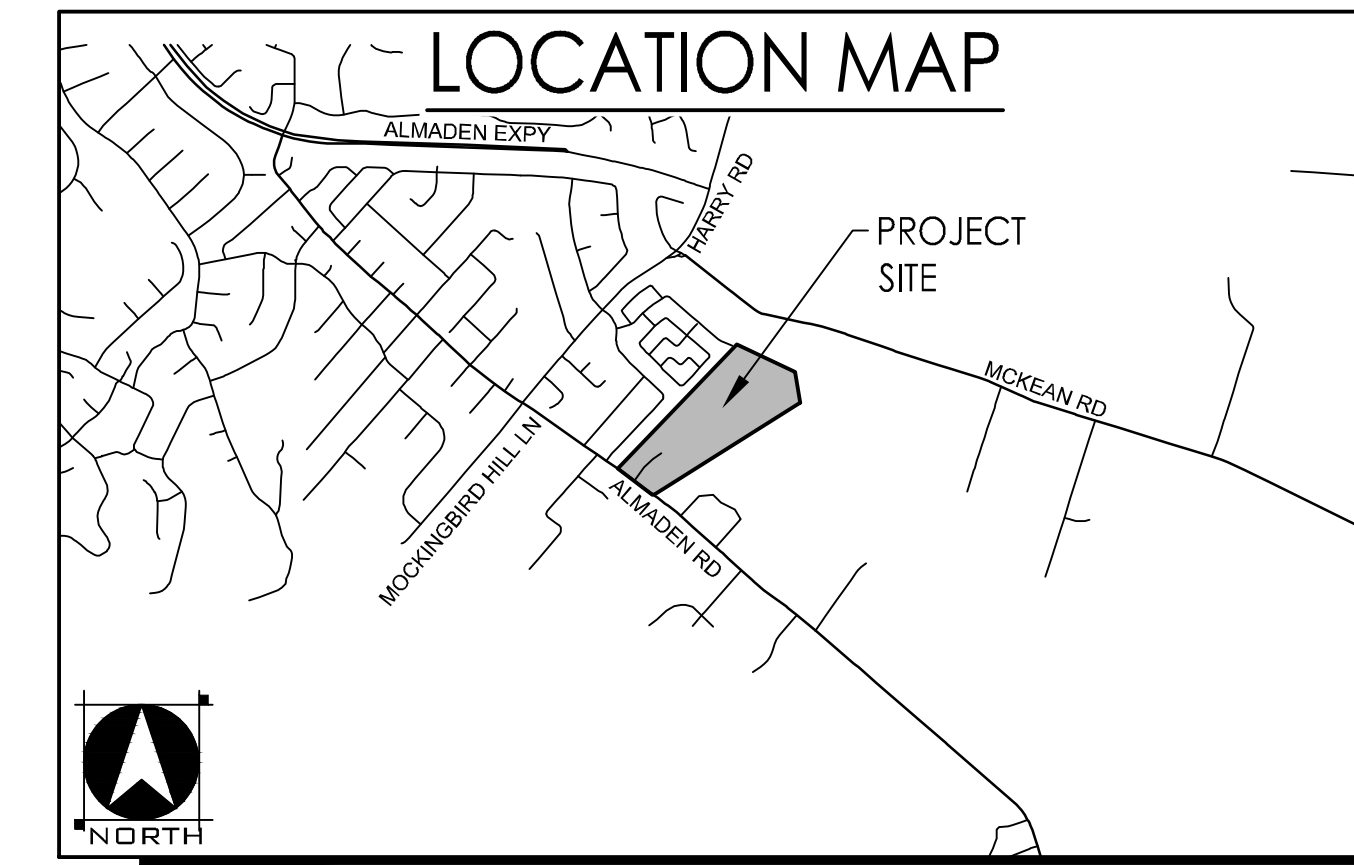 LOCATION MAP
ALMADEN EXPY
HARRY RD
PROJECT
SITE
MCKEAN RD
MOCKINGBIRD HILL LN
ALMADEN RD
NORTH